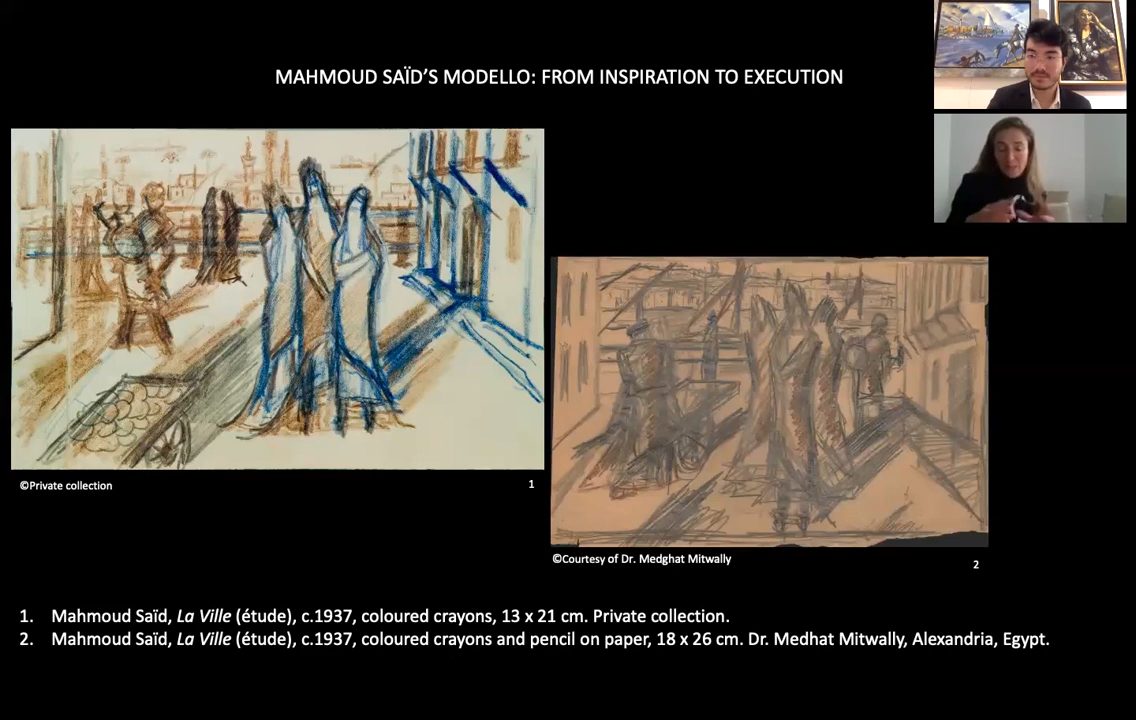 MAHMOUD SAÏD'S MODELLO: FROM INSPIRATION TO EXECUTION
©Private collection
1
©Courtesy of Dr. Medghat Mitwally
2
1. Mahmoud Saïd, La Ville (étude), c.1937, coloured crayons, 13 x 21 cm. Private collection.
2. Mahmoud Saïd, La Ville (étude), c.1937, coloured crayons and pencil on paper, 18 x 26 cm. Dr. Medhat Mitwally, Alexandria, Egypt.